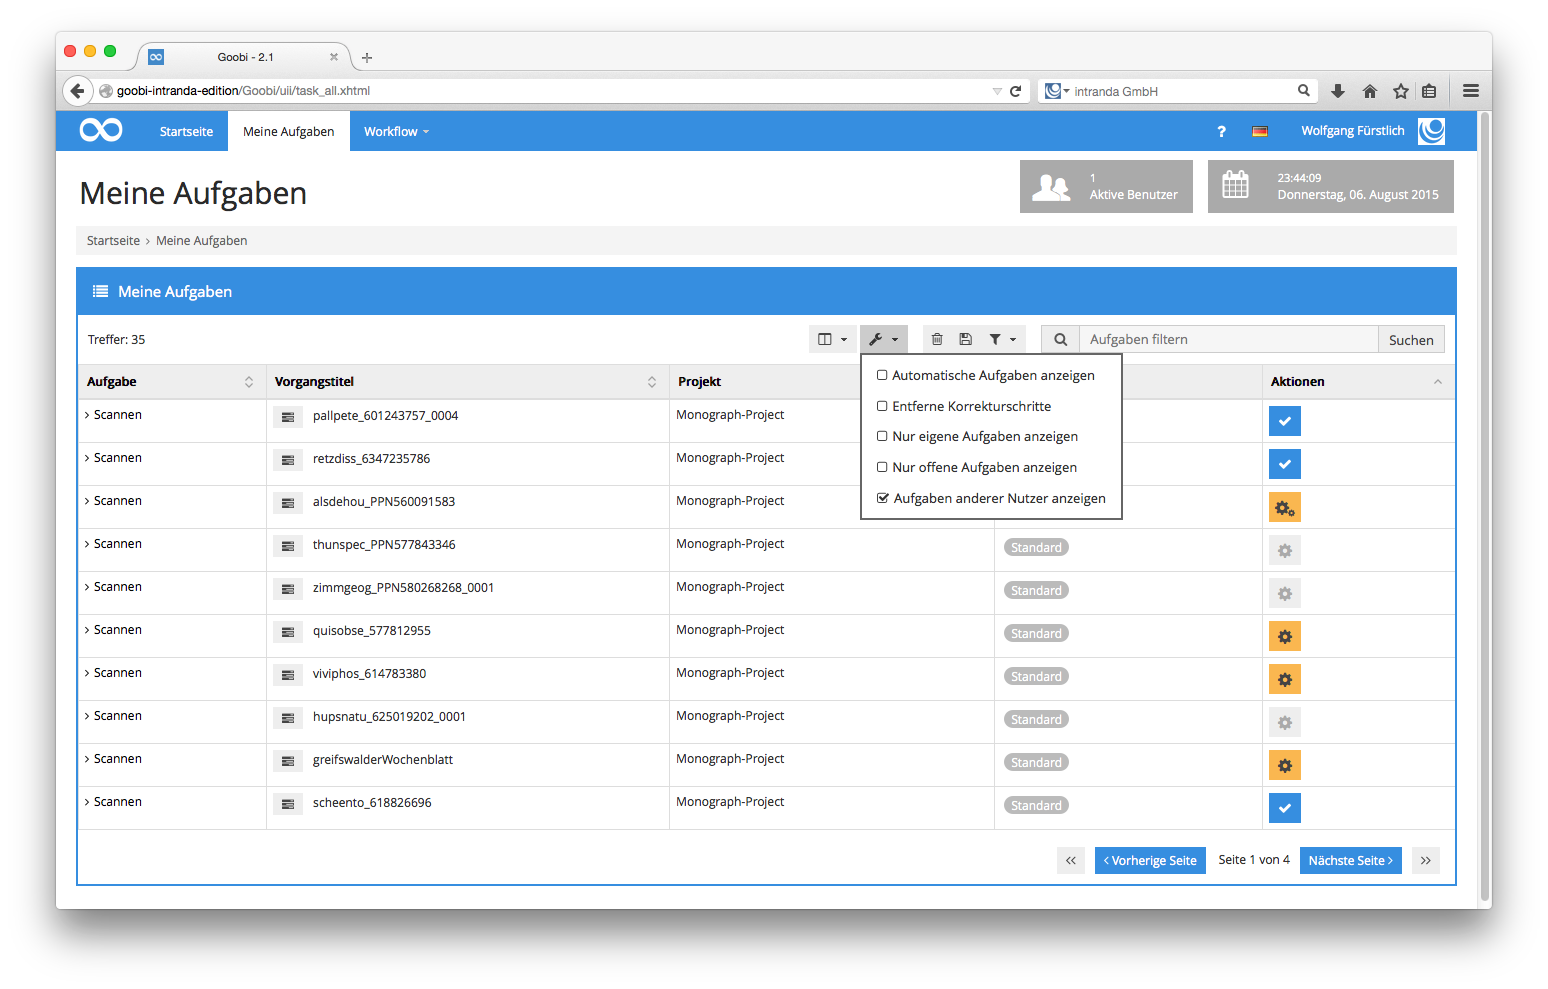 Goobi - 2.1
goobi-intranda-edition/Goobi/uii/task_all.xhtml
intranda GmbH
Startseite
Meine Aufgaben
Workflow
?
Wolfgang Fürstlich
Meine Aufgaben
1
Aktive Benutzer
23:44:09
Donnerstag, 06. August 2015
Startseite › Meine Aufgaben
Meine Aufgaben
Treffer: 35
Aufgaben filtern
Suchen
Automatische Aufgaben anzeigen
Entferne Korrekturschritte
Nur eigene Aufgaben anzeigen
Nur offene Aufgaben anzeigen
Aufgaben anderer Nutzer anzeigen
Aufgabe Vorgangstitel Projekt Aktionen
› Scannen pallpete_601243757_0004 Monograph-Project
› Scannen retzdiss_6347235786 Monograph-Project
› Scannen alsdehou_PPN560091583 Monograph-Project
› Scannen thunspec_PPN577843346 Monograph-Project Standard
› Scannen zimmgeog_PPN580268268_0001 Monograph-Project Standard
› Scannen quisobse_577812955 Monograph-Project Standard
› Scannen viviphos_614783380 Monograph-Project Standard
› Scannen hupsnatu_625019202_0001 Monograph-Project Standard
› Scannen greifswalderWochenblatt Monograph-Project Standard
› Scannen scheento_618826696 Monograph-Project Standard
« ‹ Vorherige Seite Seite 1 von 4 Nächste Seite › »